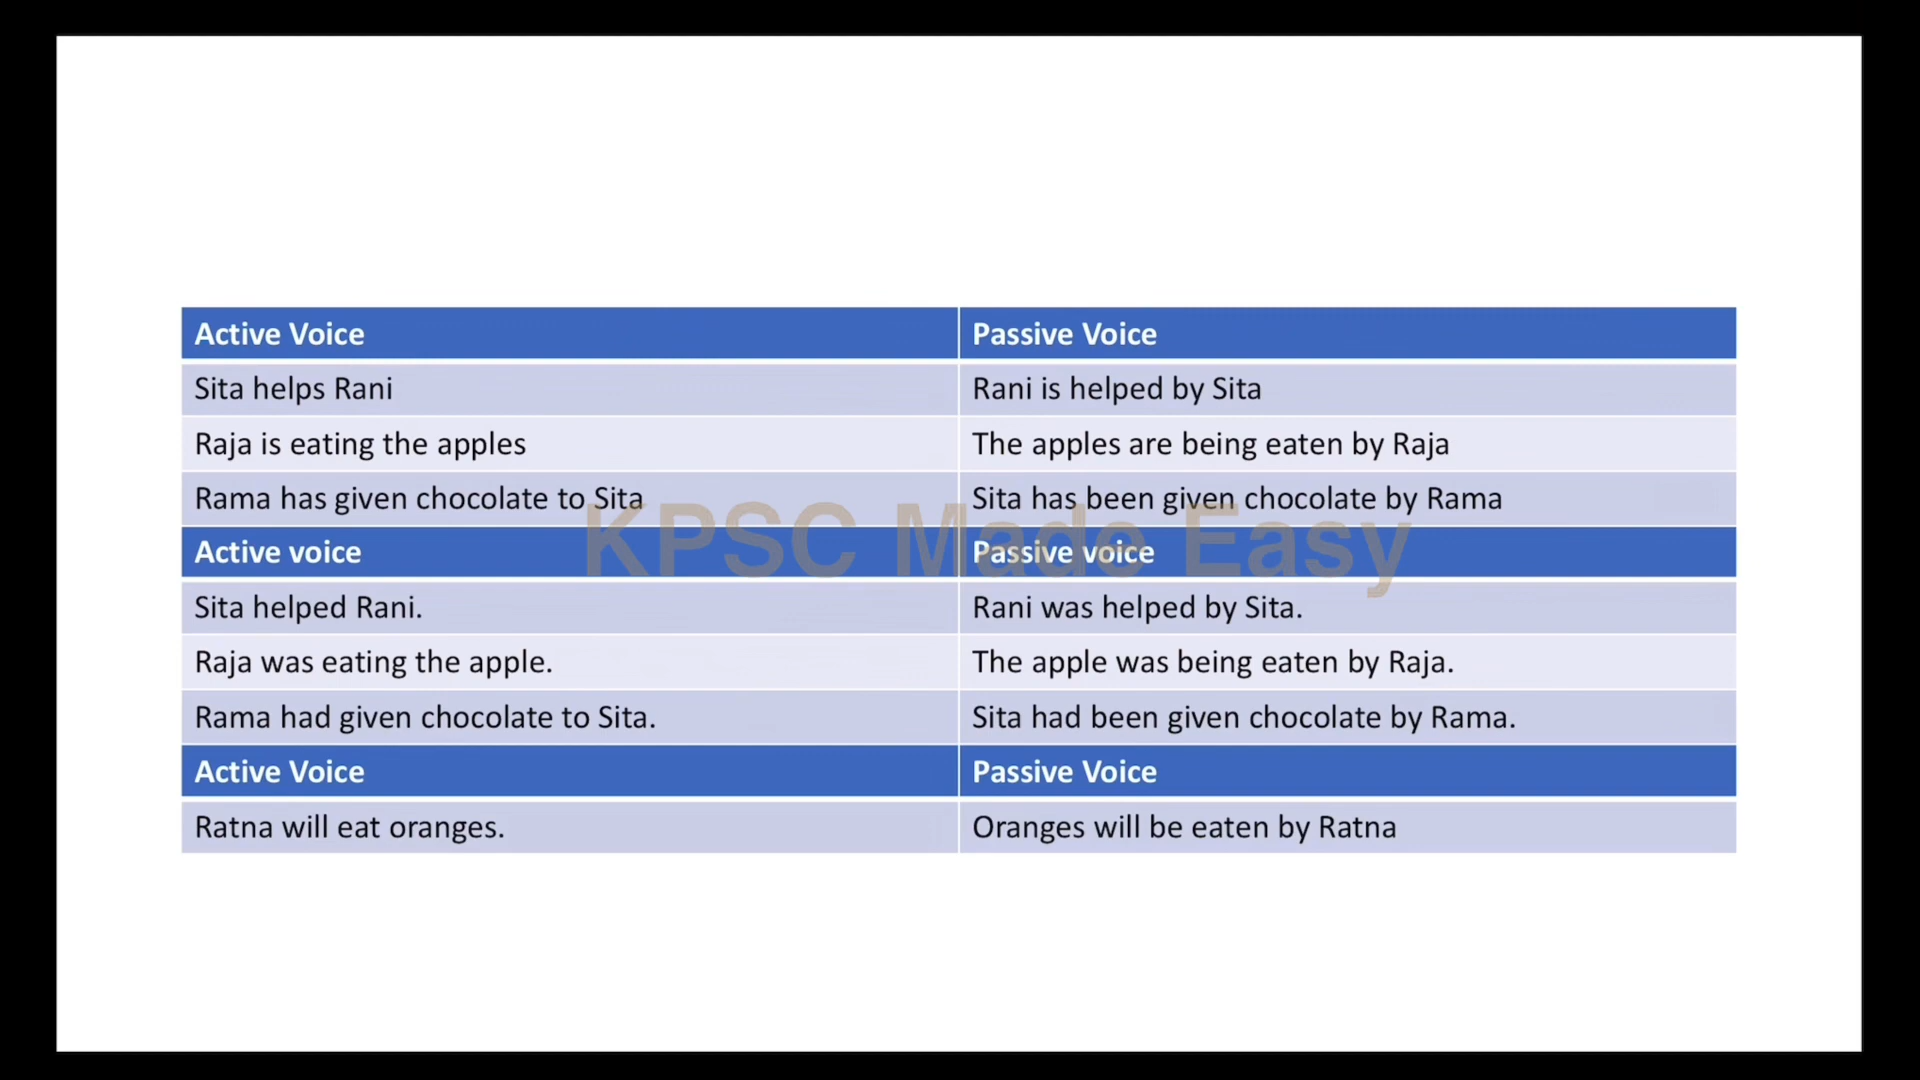 Active Voice Passive Voice
Sita helps Rani Rani is helped by Sita
Raja is eating the apples The apples are being eaten by Raja
Rama has given chocolate to Sita Sita has been given chocolate by Rama
KPSC Made Easy
Active voice Passive voice
Sita helped Rani. Rani was helped by Sita.
Raja was eating the apple. The apple was being eaten by Raja.
Rama had given chocolate to Sita. Sita had been given chocolate by Rama.
Active Voice Passive Voice
Ratna will eat oranges. Oranges will be eaten by Ratna